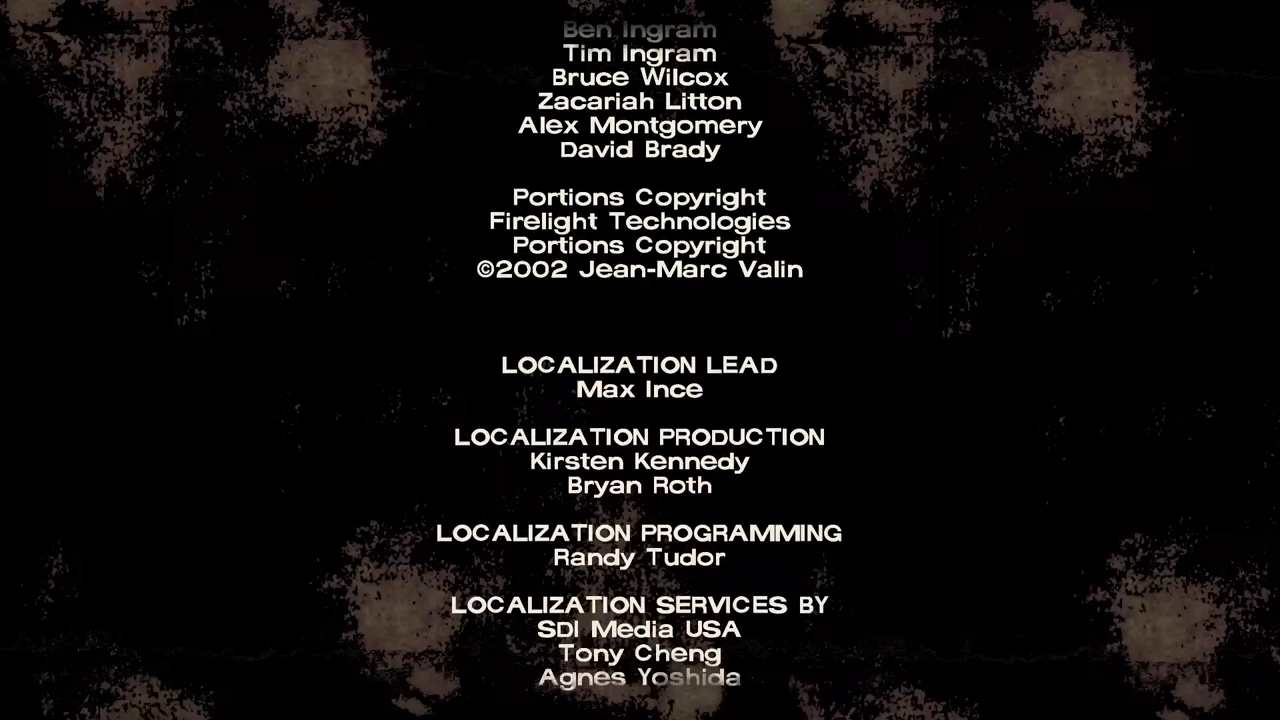 Ben Ingram
Tim Ingram
Bruce Wilcox
Zacariah Litton
Alex Montgomery
David Brady
Portions Copyright
Firelight Technologies
Portions Copyright
©2002 Jean-Marc Valin
LOCALIZATION LEAD
Max Ince
LOCALIZATION PRODUCTION
Kirsten Kennedy
Bryan Roth
LOCALIZATION PROGRAMMING
Randy Tudor
LOCALIZATION SERVICES BY
SDI Media USA
Tony Cheng
Agnes Yoshida